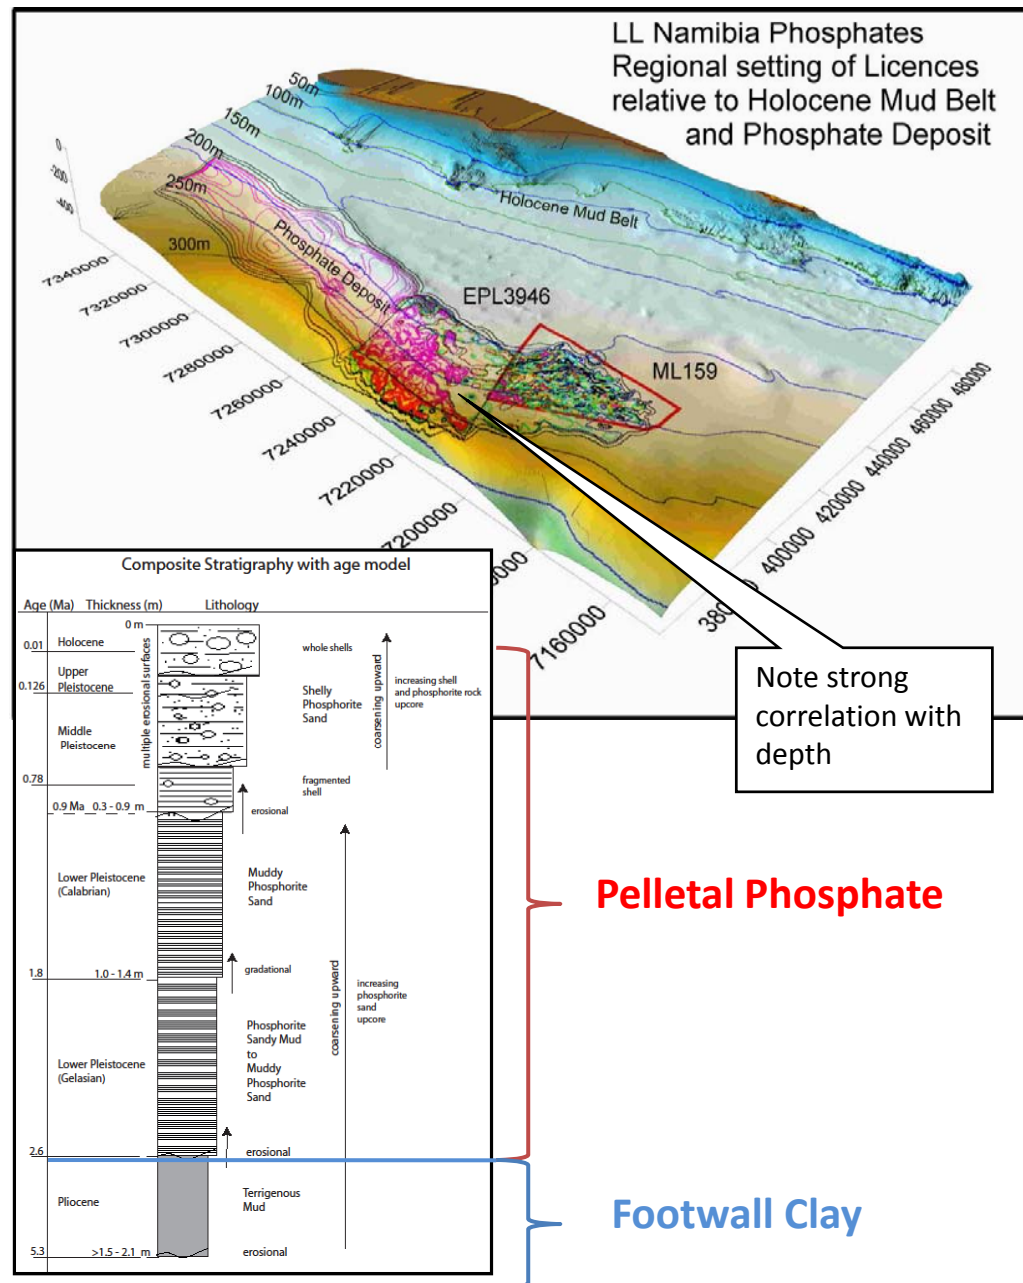 LL Namibia Phosphates
Regional setting of Licences
relative to Holocene Mud Belt
and Phosphate Deposit
50m
100m
150m
200m
250m
300m
0
-200
-400
Holocene Mud Belt
Phosphate Deposit
EPL3946
ML159
7340000
7320000
7300000
7280000
7260000
7240000
7220000
7200000
7160000
480000
460000
440000
420000
400000
Note strong
correlation with
depth
Composite Stratigraphy with age model
Age (Ma) Thickness (m) Lithology
0 m
0.01 Holocene whole shells
Upper
Pleistocene
0.126
Middle
Pleistocene
0.78
multiple erosional surfaces
Shelly
Phosphorite
Sand
fragmented
shell
coarsening upward
increasing shell
and phosphorite rock
upcore
0.9 Ma 0.3 - 0.9 m erosional
Lower Pleistocene
(Calabrian)
Muddy
Phosphorite
Sand
1.8 1.0 - 1.4 m gradational
coarsening upward
increasing
phosphorite
sand
upcore
Lower Pleistocene
(Gelasian)
Phosphorite
Sandy Mud
to
Muddy
Phosphorite
Sand
2.6 erosional
Pliocene
Terrigenous
Mud
5.3 >1.5 - 2.1 m erosional
Pelletal Phosphate
Footwall Clay